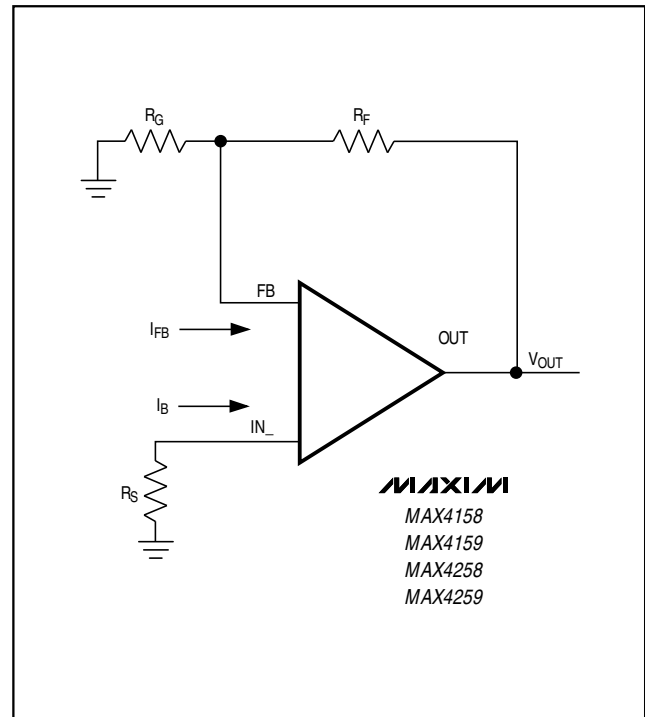 RG
RF
FB
IFB
OUT
VOUT
IB
IN_
RS
MAXIM
MAX4158
MAX4159
MAX4258
MAX4259